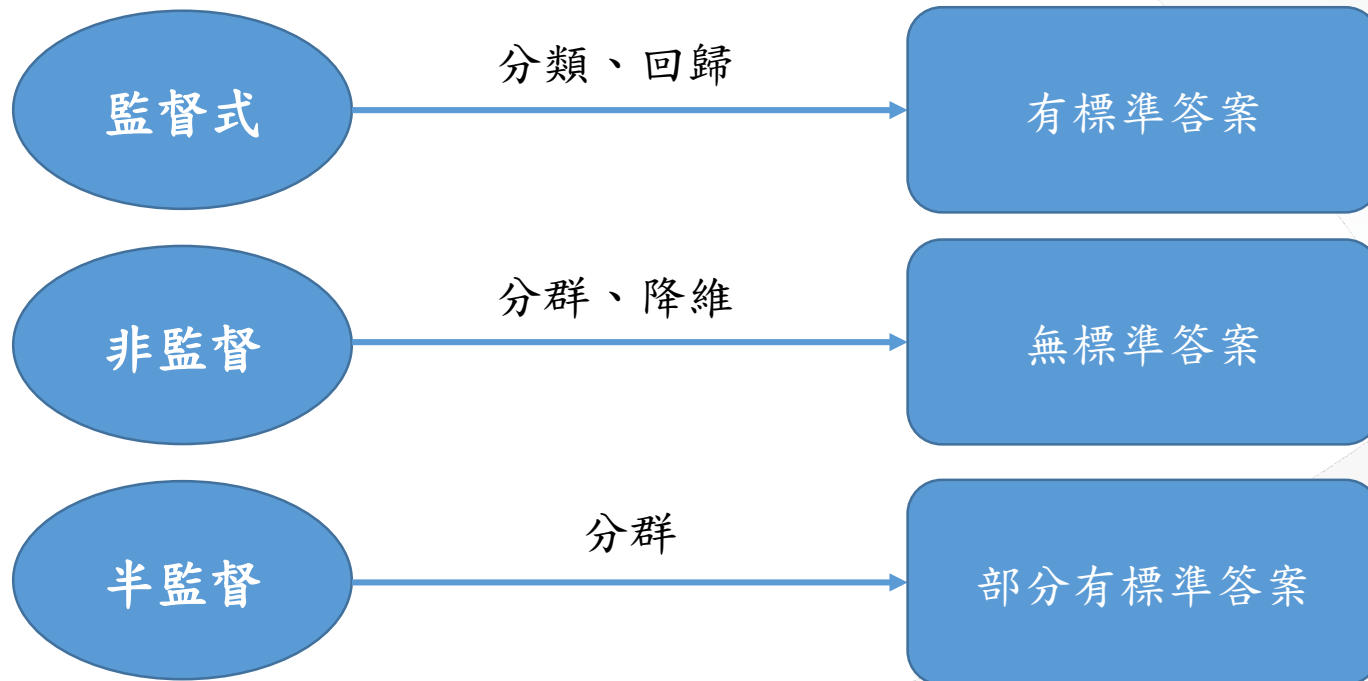 監督式
分類、回歸
有標準答案
非監督
分群、降維
無標準答案
半監督
分群
部分有標準答案